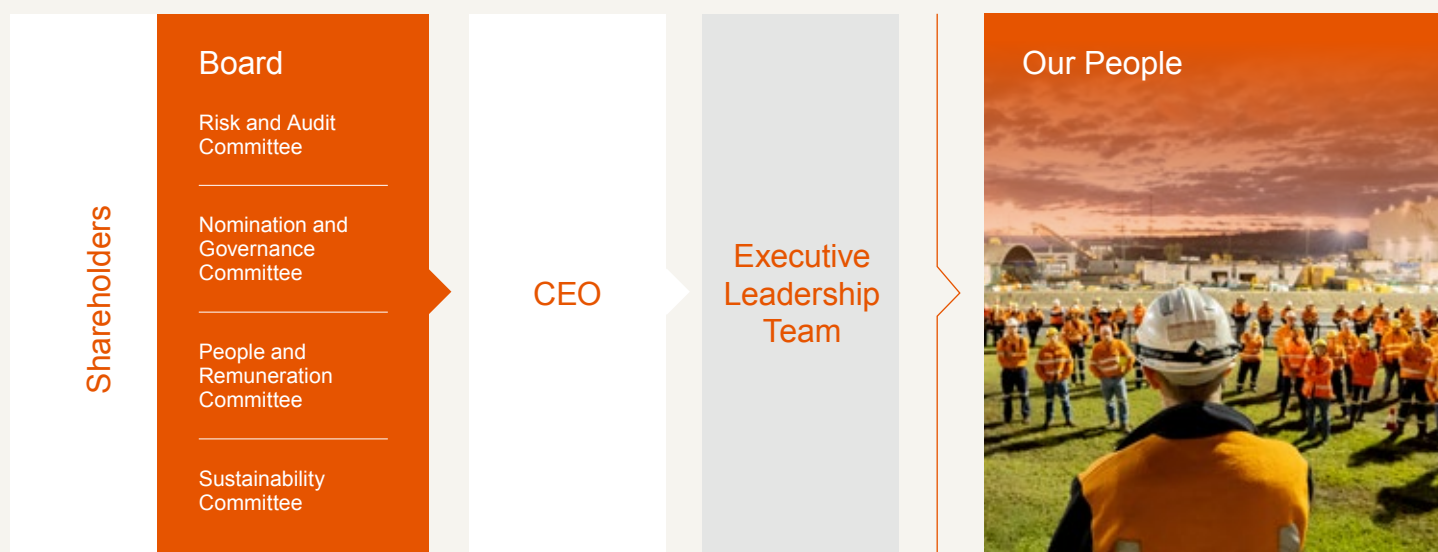 Shareholders
Board
Risk and Audit
Committee
Nomination and
Governance
Committee
People and
Remuneration
Committee
Sustainability
Committee
CEO
Executive
Leadership
Team
Our People